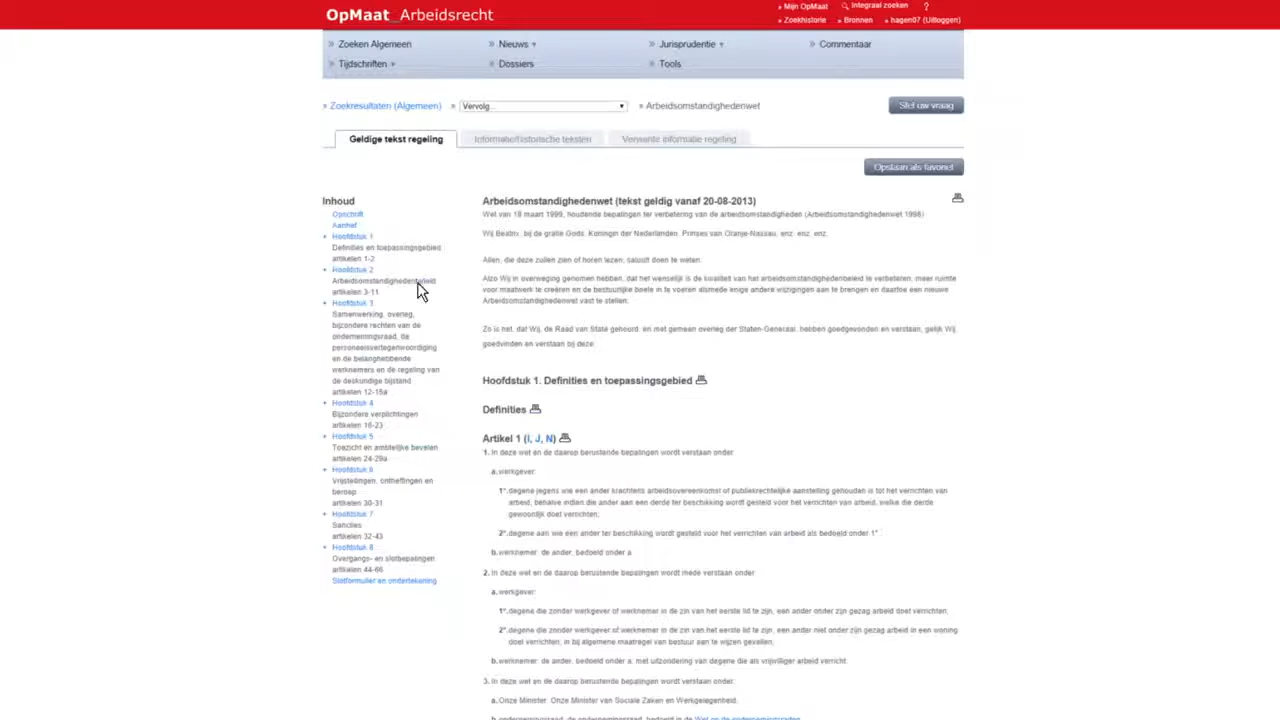 OpMaat_Arbeidsrecht
» Mijn OpMaat Integraal zoeken ?
» Zoekhistorie » Bronnen » hagen07 (Uitloggen)
» Zoeken Algemeen » Nieuws » Jurisprudentie » Commentaar
» Tijdschriften » Dossiers » Tools
» Zoekresultaten (Algemeen) » Vervolg... » Arbeidsomstandighedenwet Stel uw vraag
Geldige tekst regeling Informatie/historische teksten Verwante informatie regeling
Opslaan als favoriet
Inhoud
Opschrift
Aanhef
Hoofdstuk 1
Definities en toepassingsgebied
artikelen 1-2
Hoofdstuk 2
Arbeidsomstandighedenbeleid
artikelen 3-11
Hoofdstuk 3
Samenwerking, overleg,
bijzondere rechten van de
ondernemingsraad, de
personeelsvertegenwoordiging
en de belanghebbende
werknemers en de regeling van
de deskundige bijstand
artikelen 12-15a
Hoofdstuk 4
Bijzondere verplichtingen
artikelen 16-23
Hoofdstuk 5
Toezicht en ambtelijke bevelen
artikelen 24-29a
Hoofdstuk 6
Vrijstellingen, ontheffingen en
beroep
artikelen 30-31
Hoofdstuk 7
Sancties
artikelen 32-43
Hoofdstuk 8
Overgangs- en slotbepalingen
artikelen 44-66
Slotformulier en ondertekening
Arbeidsomstandighedenwet (tekst geldig vanaf 20-08-2013)
Wet van 18 maart 1999, houdende bepalingen ter verbetering van de arbeidsomstandigheden (Arbeidsomstandighedenwet 1998)
Wij Beatrix, bij de gratie Gods, Koningin der Nederlanden, Prinses van Oranje-Nassau, enz. enz. enz.
Allen, die deze zullen zien of horen lezen, saluut! doen te weten:
Alzo Wij in overweging genomen hebben, dat het wenselijk is de kwaliteit van het arbeidsomstandighedenbeleid te verbeteren, meer ruimte
voor maatwerk te creëren en de bestuurlijke boete in te voeren alsmede enige andere wijzigingen aan te brengen en daartoe een nieuwe
Arbeidsomstandighedenwet vast te stellen;
Zo is het, dat Wij, de Raad van State gehoord, en met gemeen overleg der Staten-Generaal, hebben goedgevonden en verstaan, gelijk Wij
goedvinden en verstaan bij deze:
Hoofdstuk 1. Definities en toepassingsgebied
Definities
Artikel 1 (I, J, N)
1. In deze wet en de daarop berustende bepalingen wordt verstaan onder:
a. werkgever:
1°. degene jegens wie een ander krachtens arbeidsovereenkomst of publiekrechtelijke aanstelling gehouden is tot het verrichten van
arbeid, behalve indien die ander aan een derde ter beschikking wordt gesteld voor het verrichten van arbeid, welke die derde
gewoonlijk doet verrichten;
2°. degene aan wie een ander ter beschikking wordt gesteld voor het verrichten van arbeid als bedoeld onder 1°;
b. werknemer: de ander, bedoeld onder a.
2. In deze wet en de daarop berustende bepalingen wordt mede verstaan onder:
a. werkgever:
1°. degene die zonder werkgever of werknemer in de zin van het eerste lid te zijn, een ander onder zijn gezag arbeid doet verrichten;
2°. degene die zonder werkgever of werknemer in de zin van het eerste lid te zijn, een ander niet onder zijn gezag arbeid in een woning
doet verrichten, in bij algemene maatregel van bestuur aan te wijzen gevallen;
b. werknemer: de ander, bedoeld onder a, met uitzondering van degene die als vrijwilliger arbeid verricht.
3. In deze wet en de daarop berustende bepalingen wordt verstaan onder:
a. Onze Minister: Onze Minister van Sociale Zaken en Werkgelegenheid;
b. ondernemingsraad: de ondernemingsraad, bedoeld in de Wet op de ondernemingsraden